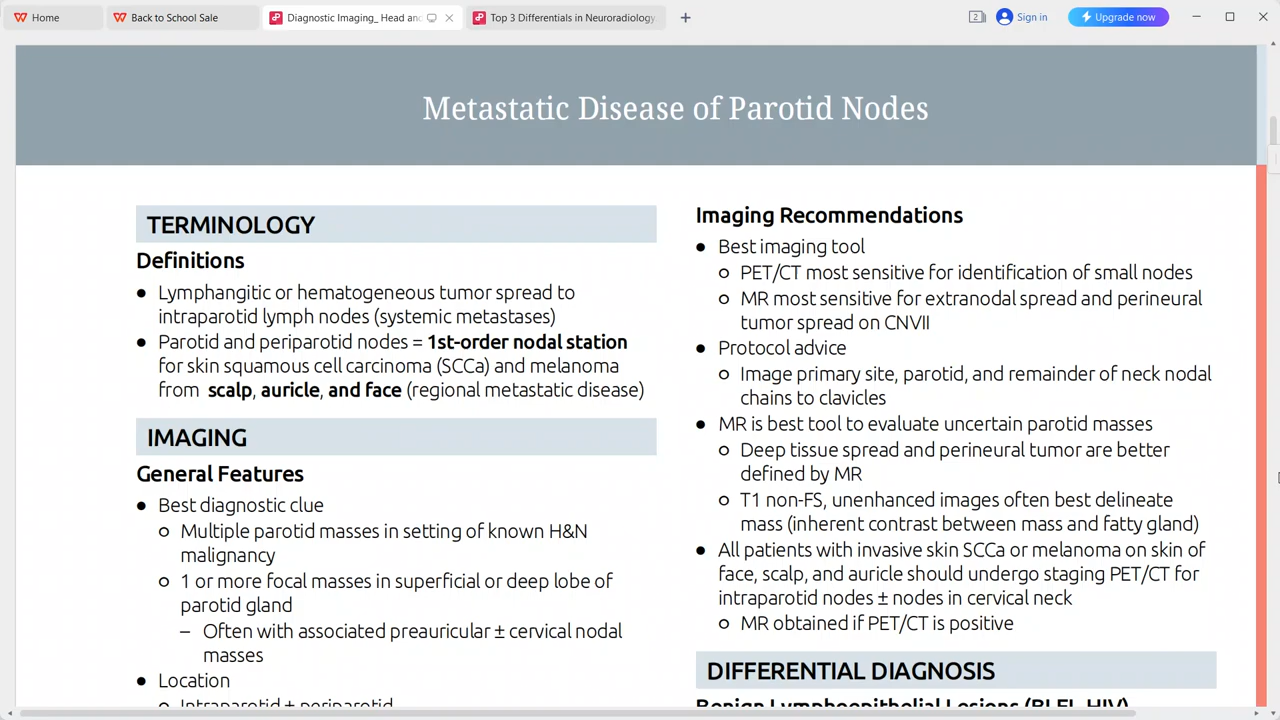 Home
Back to School Sale
Diagnostic Imaging_ Head and
Top 3 Differentials in Neuroradiology
2
Sign in
Upgrade now
Metastatic Disease of Parotid Nodes
TERMINOLOGY
Definitions
● Lymphangitic or hematogeneous tumor spread to
intraparotid lymph nodes (systemic metastases)
● Parotid and periparotid nodes = 1st-order nodal station
for skin squamous cell carcinoma (SCCa) and melanoma
from scalp, auricle, and face (regional metastatic disease)
IMAGING
General Features
● Best diagnostic clue
○ Multiple parotid masses in setting of known H&N
malignancy
○ 1 or more focal masses in superficial or deep lobe of
parotid gland
– Often with associated preauricular ± cervical nodal
masses
● Location
○ Intraparotid ± periparotid
Imaging Recommendations
● Best imaging tool
○ PET/CT most sensitive for identification of small nodes
○ MR most sensitive for extranodal spread and perineural
tumor spread on CNVII
● Protocol advice
○ Image primary site, parotid, and remainder of neck nodal
chains to clavicles
● MR is best tool to evaluate uncertain parotid masses
○ Deep tissue spread and perineural tumor are better
defined by MR
○ T1 non-FS, unenhanced images often best delineate
mass (inherent contrast between mass and fatty gland)
● All patients with invasive skin SCCa or melanoma on skin of
face, scalp, and auricle should undergo staging PET/CT for
intraparotid nodes ± nodes in cervical neck
○ MR obtained if PET/CT is positive
DIFFERENTIAL DIAGNOSIS
Benign Lymphoepithelial Lesions (BLEL-HIV)